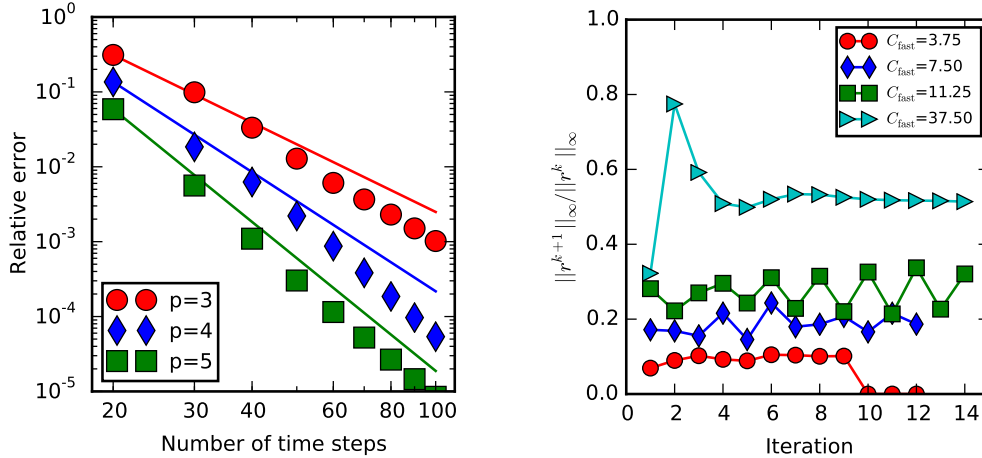 10^0
10^-1
10^-2
10^-3
10^-4
10^-5
Relative error
p=3
p=4
p=5
20 30 40 60 80 100
Number of time steps
1.0
0.8
0.6
0.4
0.2
0.0
||r^{k+1}||_∞/||r^k||_∞
C_fast=3.75
C_fast=7.50
C_fast=11.25
C_fast=37.50
0 2 4 6 8 10 12 14
Iteration